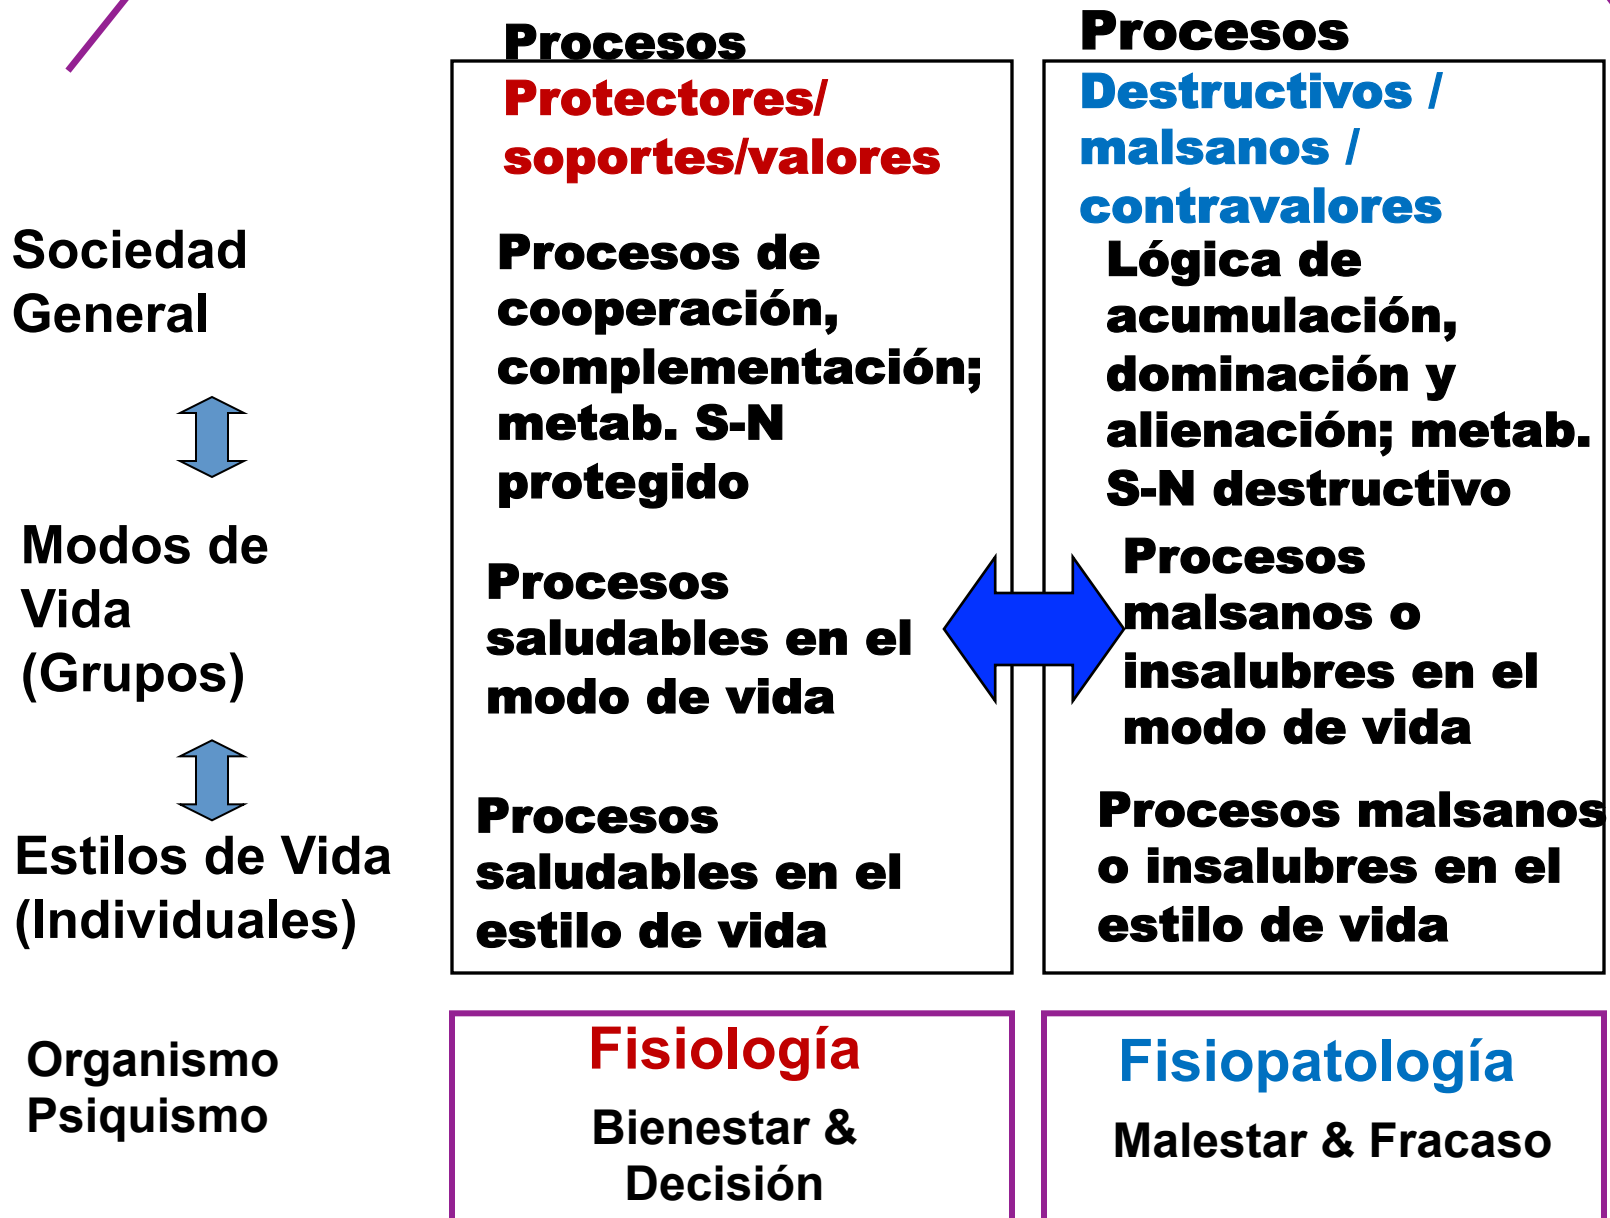 Procesos
Protectores/
soportes/valores
Procesos
Destructivos /
malsanos /
contravalores
Sociedad
General
Procesos de
cooperación,
complementación;
metab. S-N
protegido
Lógica de
acumulación,
dominación y
alienación; metab.
S-N destructivo
Modos de
Vida
(Grupos)
Procesos
saludables en el
modo de vida
Procesos
malsanos o
insalubres en el
modo de vida
Estilos de Vida
(Individuales)
Procesos
saludables en el
estilo de vida
Procesos malsanos
o insalubres en el
estilo de vida
Organismo
Psiquismo
Fisiología
Bienestar &
Decisión
Fisiopatología
Malestar & Fracaso